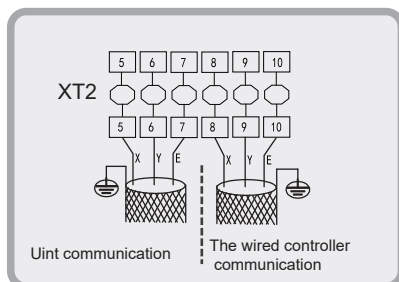 5 6 7 8 9 10
XT2
5 6 7 8 9 10
X Y E X Y E
Uint communication
The wired controller
communication